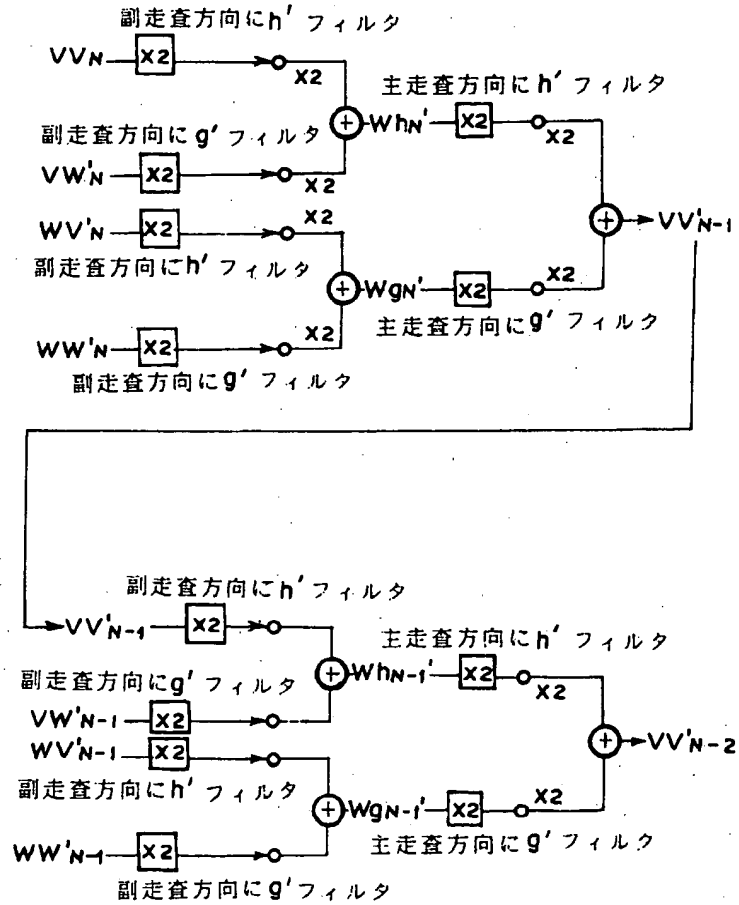 副走査方向にh' フィルタ
VVN X2 X2
主走査方向にh' フィルタ
WhN' X2 X2
副走査方向にg' フィルタ
VW'N X2 X2
WV'N X2 X2
VV'N-1
副走査方向にh' フィルタ
WgN' X2 X2
主走査方向にg' フィルタ
WW'N X2 X2
副走査方向にg' フィルタ
副走査方向にh' フィルタ
VV'N-1 X2
主走査方向にh' フィルタ
WhN-1' X2 X2
副走査方向にg' フィルタ
VW'N-1 X2
WV'N-1 X2
VV'N-2
副走査方向にh' フィルタ
WgN-1' X2 X2
主走査方向にg' フィルタ
WW'N-1 X2
副走査方向にg' フィルタ